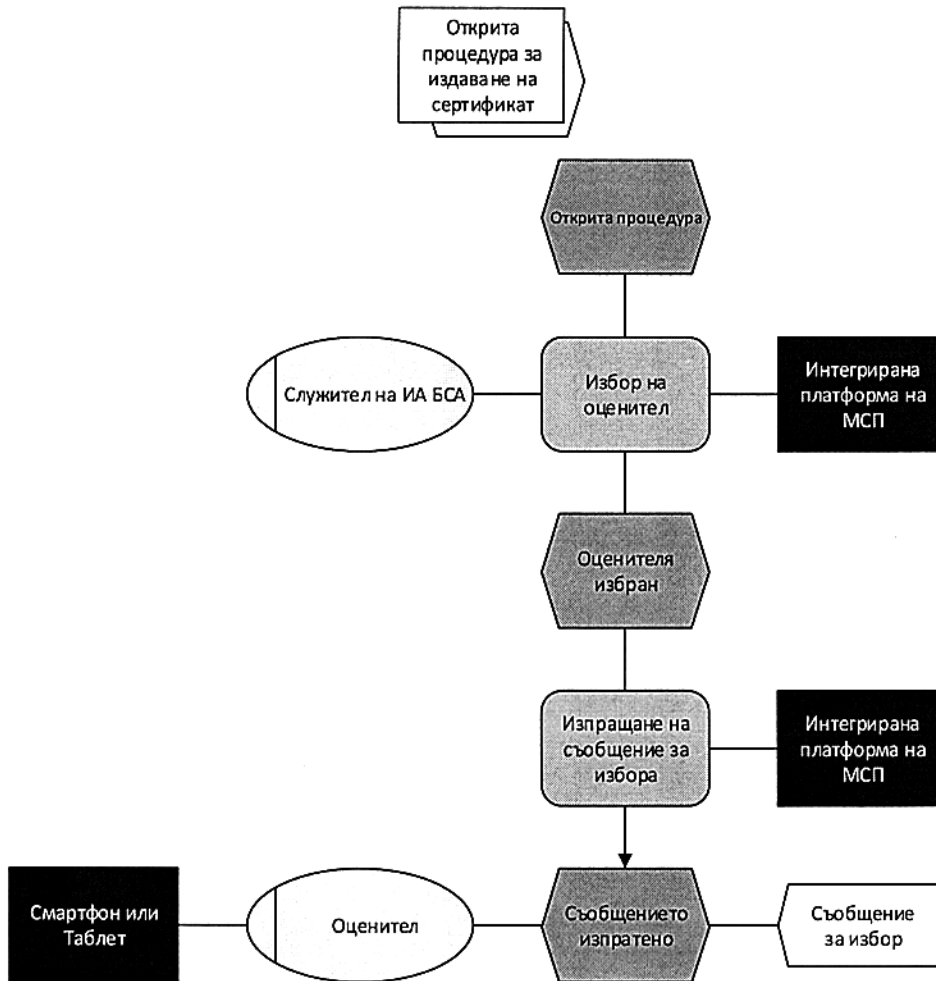 Открита
процедура за
издаване на
сертификат
Открита процедура
Служител на ИА БСА
Избор на
оценител
Интегрирана
платформа на
МСП
Оценителя
избран
Изпращане на
съобщение за
избора
Интегрирана
платформа на
МСП
Смартфон или
Таблет
Оценител
Съобщението
изпратено
Съобщение
за избор